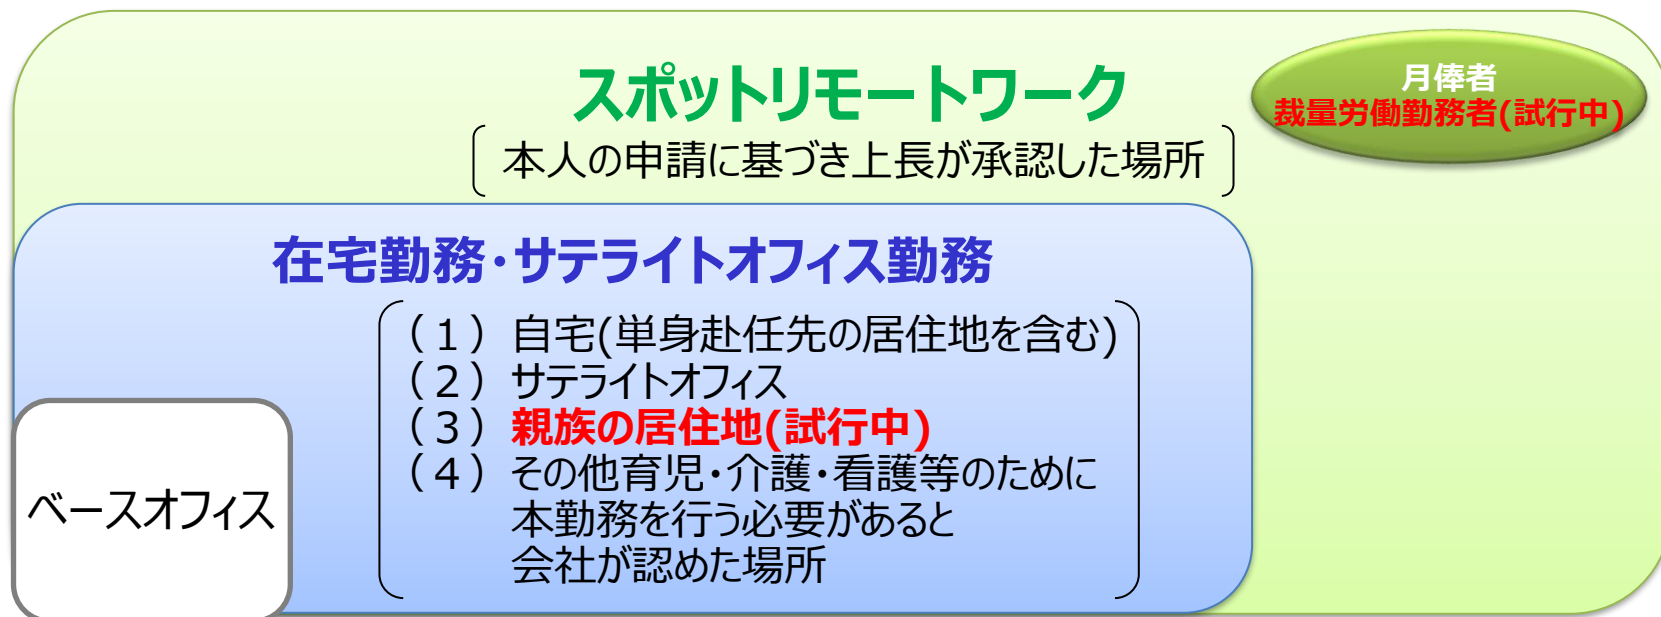 スポットリモートワーク
月俸者
裁量労働勤務者(試行中)
本人の申請に基づき上長が承認した場所
在宅勤務・サテライトオフィス勤務
（１）自宅(単身赴任先の居住地を含む)
（２）サテライトオフィス
（３）親族の居住地(試行中)
（４）その他育児・介護・看護等のために
本勤務を行う必要があると
会社が認めた場所
ベースオフィス